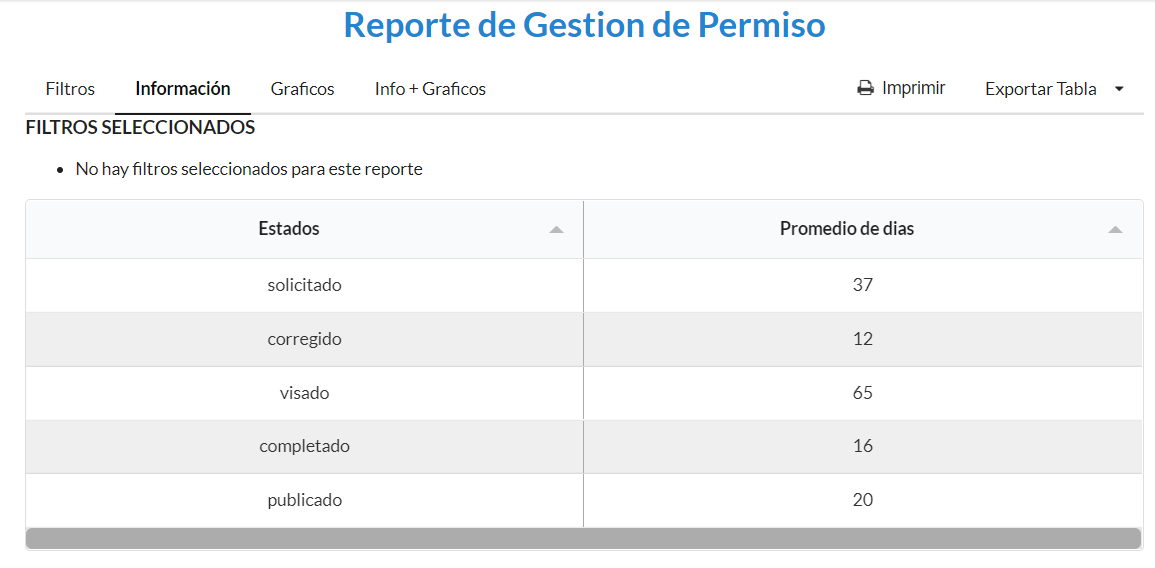 Reporte de Gestion de Permiso
Filtros Información Graficos Info + Graficos Imprimir Exportar Tabla
FILTROS SELECCIONADOS
• No hay filtros seleccionados para este reporte
Estados Promedio de dias
solicitado 37
corregido 12
visado 65
completado 16
publicado 20